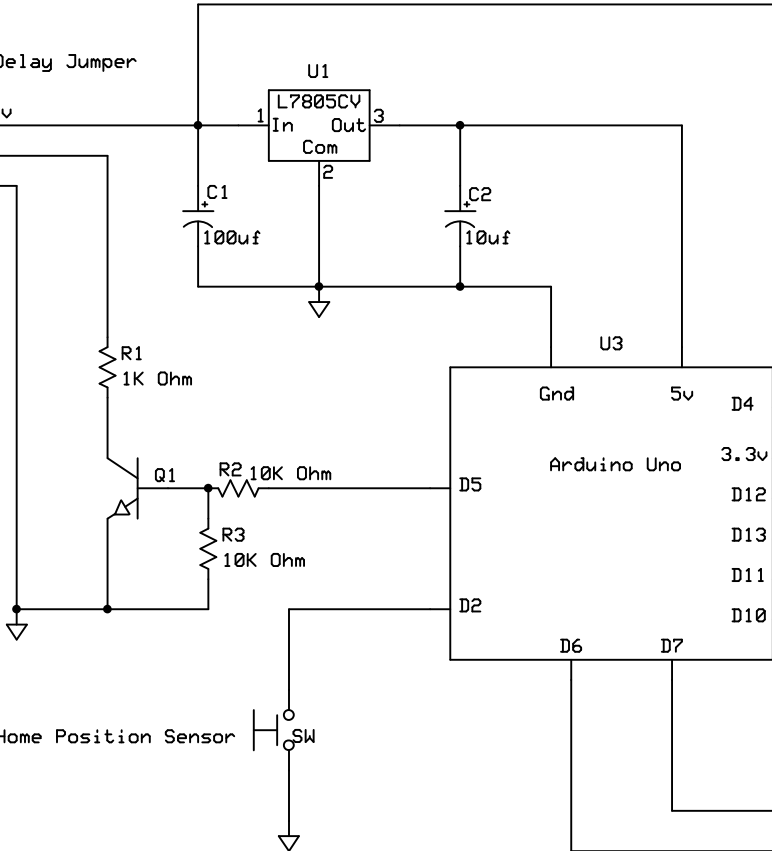 Delay Jumper
U1
L7805CV
v
1
In
Out
3
Com
2
C1
100uf
C2
10uf
U3
R1
1K Ohm
Gnd
5v
D4
3.3v
Arduino Uno
Q1
R2 10K Ohm
D5
D12
R3
10K Ohm
D13
D11
D2
D10
D6
D7
Home Position Sensor
SW